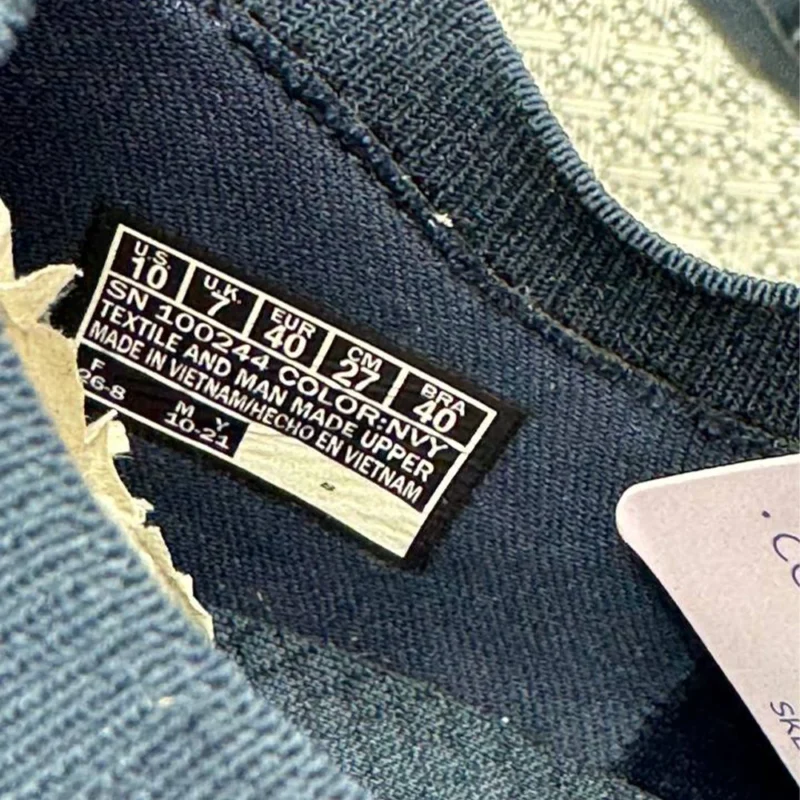 U.S. U.K. EUR CM BRA
10 7 40 27 40
SN 100244 COLOR:NVY
TEXTILE AND MAN MADE UPPER
MADE IN VIETNAM/HECHO EN VIETNAM
F M Y
26-8 10-21